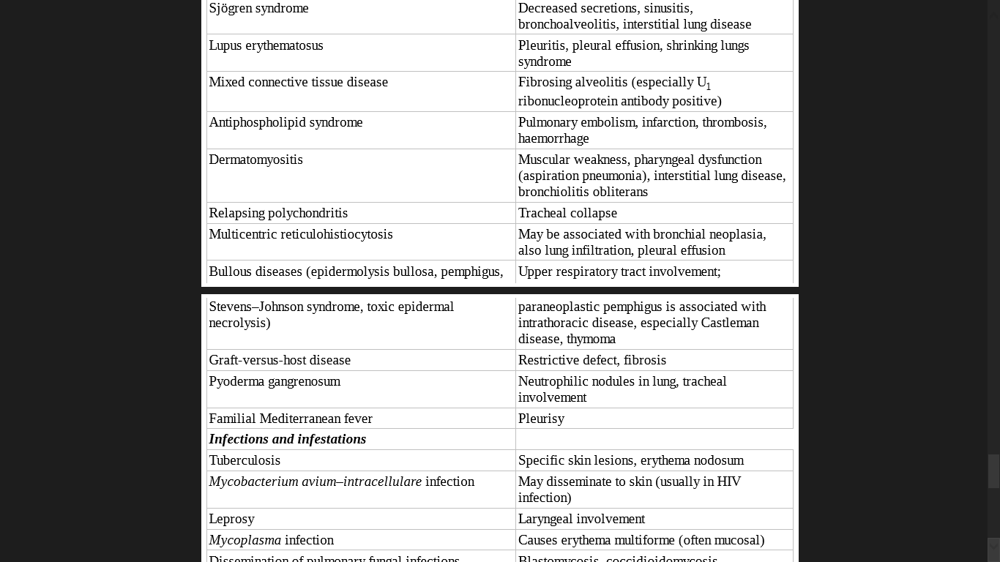 Sjögren syndrome
Decreased secretions, sinusitis,
bronchoalveolitis, interstitial lung disease
Lupus erythematosus
Pleuritis, pleural effusion, shrinking lungs
syndrome
Mixed connective tissue disease
Fibrosing alveolitis (especially U1
ribonucleoprotein antibody positive)
Antiphospholipid syndrome
Pulmonary embolism, infarction, thrombosis,
haemorrhage
Dermatomyositis
Muscular weakness, pharyngeal dysfunction
(aspiration pneumonia), interstitial lung disease,
bronchiolitis obliterans
Relapsing polychondritis
Tracheal collapse
Multicentric reticulohistiocytosis
May be associated with bronchial neoplasia,
also lung infiltration, pleural effusion
Bullous diseases (epidermolysis bullosa, pemphigus,
Upper respiratory tract involvement;
Stevens–Johnson syndrome, toxic epidermal
necrolysis)
paraneoplastic pemphigus is associated with
intrathoracic disease, especially Castleman
disease, thymoma
Graft-versus-host disease
Restrictive defect, fibrosis
Pyoderma gangrenosum
Neutrophilic nodules in lung, tracheal
involvement
Familial Mediterranean fever
Pleurisy
Infections and infestations
Tuberculosis
Specific skin lesions, erythema nodosum
Mycobacterium avium–intracellulare infection
May disseminate to skin (usually in HIV
infection)
Leprosy
Laryngeal involvement
Mycoplasma infection
Causes erythema multiforme (often mucosal)
Dissemination of pulmonary fungal infections
Blastomycosis, coccidioidomycosis,